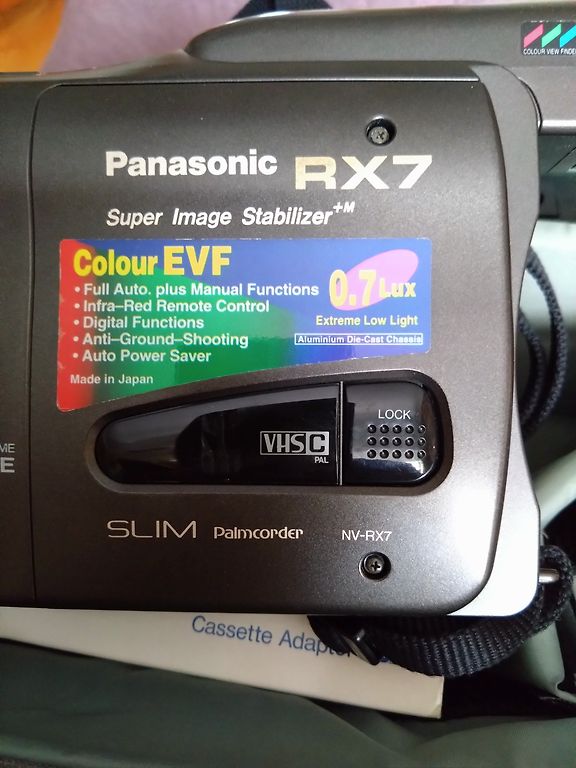 COLOUR VIEW FINDER
Panasonic RX7
Super Image Stabilizer+M
Colour EVF
• Full Auto. plus Manual Functions
• Infra–Red Remote Control
• Digital Functions
• Anti–Ground–Shooting
• Auto Power Saver
0.7 Lux
Extreme Low Light
Aluminium Die-Cast Chassis
Made in Japan
LOCK
VHS C
PAL
SLIM Palmcorder NV-RX7
Cassette